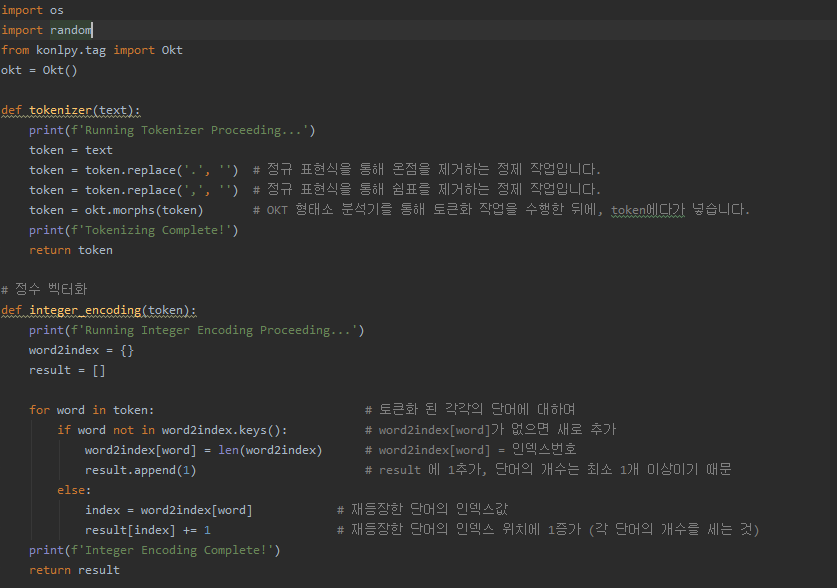 import os
import random
from konlpy.tag import Okt
okt = Okt()
def tokenizer(text):
    print(f'Running Tokenizer Proceeding...')
    token = text
    token = token.replace('.', '')  # 정규 표현식을 통해 온점을 제거하는 정제 작업입니다.
    token = token.replace(',', '')  # 정규 표현식을 통해 쉼표를 제거하는 정제 작업입니다.
    token = okt.morphs(token)       # OKT 형태소 분석기를 통해 토큰화 작업을 수행한 뒤에, token에다가 넣습니다.
    print(f'Tokenizing Complete!')
    return token
# 정수 벡터화
def integer_encoding(token):
    print(f'Running Integer Encoding Proceeding...')
    word2index = {}
    result = []
    for word in token:                              # 토큰화 된 각각의 단어에 대하여
        if word not in word2index.keys():           # word2index[word]가 없으면 새로 추가
            word2index[word] = len(word2index)      # word2index[word] = 인덱스번호
            result.append(1)                        # result 에 1추가, 단어의 개수는 최소 1개 이상이기 때문
        else:
            index = word2index[word]            # 재등장한 단어의 인덱스값
            result[index] += 1                  # 재등장한 단어의 인덱스 위치에 1증가 (각 단어의 개수를 세는 것)
    print(f'Integer Encoding Complete!')
    return result